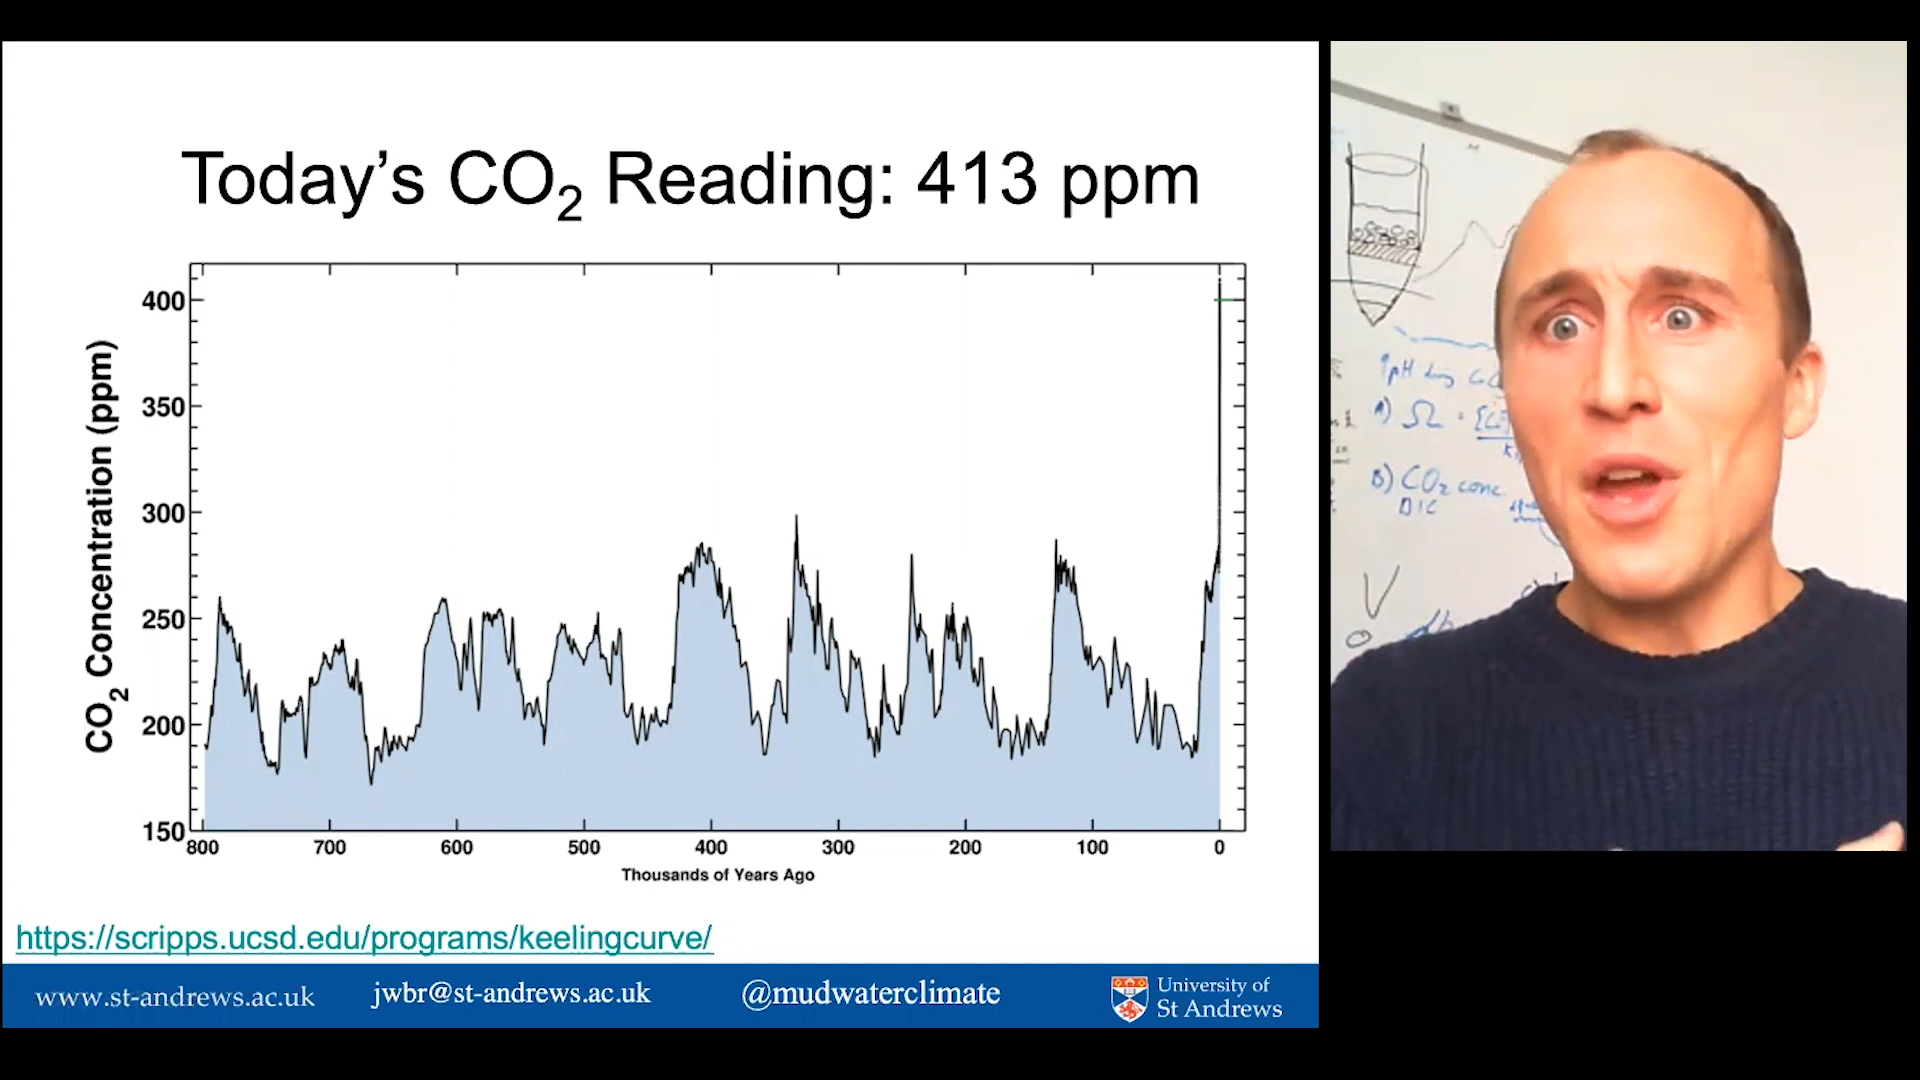 Today’s CO₂ Reading: 413 ppm
CO₂ Concentration (ppm)
400
350
300
250
200
150
800 700 600 500 400 300 200 100 0
Thousands of Years Ago
https://scripps.ucsd.edu/programs/keelingcurve/
www.st-andrews.ac.uk
jwbr@st-andrews.ac.uk
@mudwaterclimate
University of
St Andrews
↑pH
A) Ω =
B) CO₂ conc
DIC